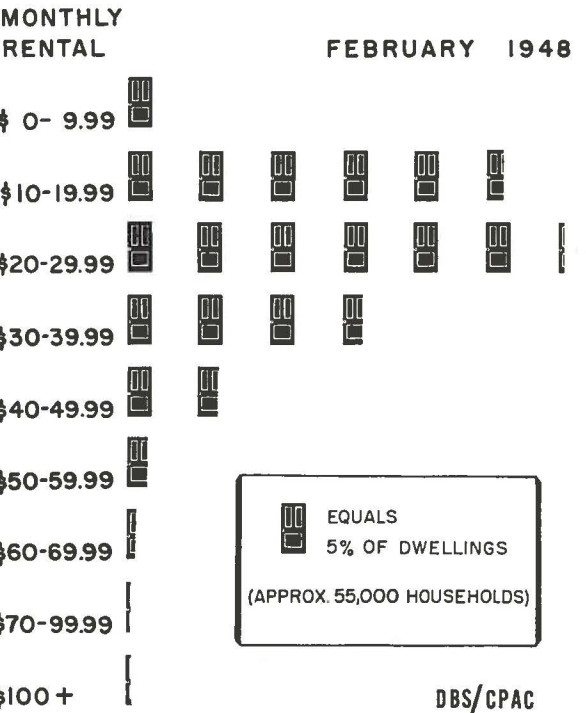 MONTHLY
RENTAL
FEBRUARY 1948
$ 0- 9.99
$10-19.99
$20-29.99
$30-39.99
$40-49.99
$50-59.99
$60-69.99
$70-99.99
$100+
EQUALS
5% OF DWELLINGS
(APPROX. 55,000 HOUSEHOLDS)
DBS/CPAC